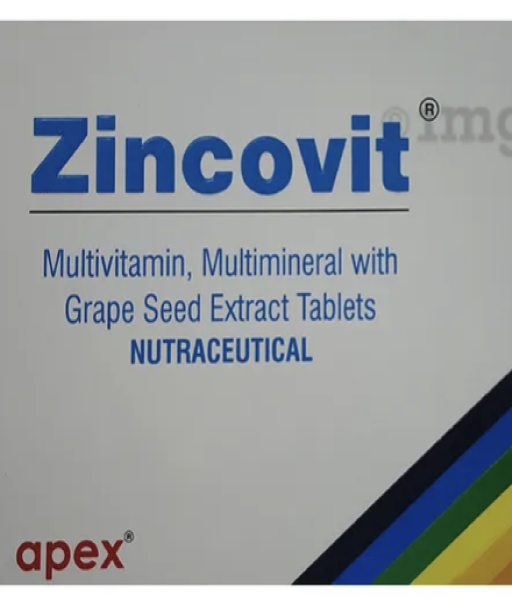 Zincovit®
Multivitamin, Multimineral with
Grape Seed Extract Tablets
NUTRACEUTICAL
apex®